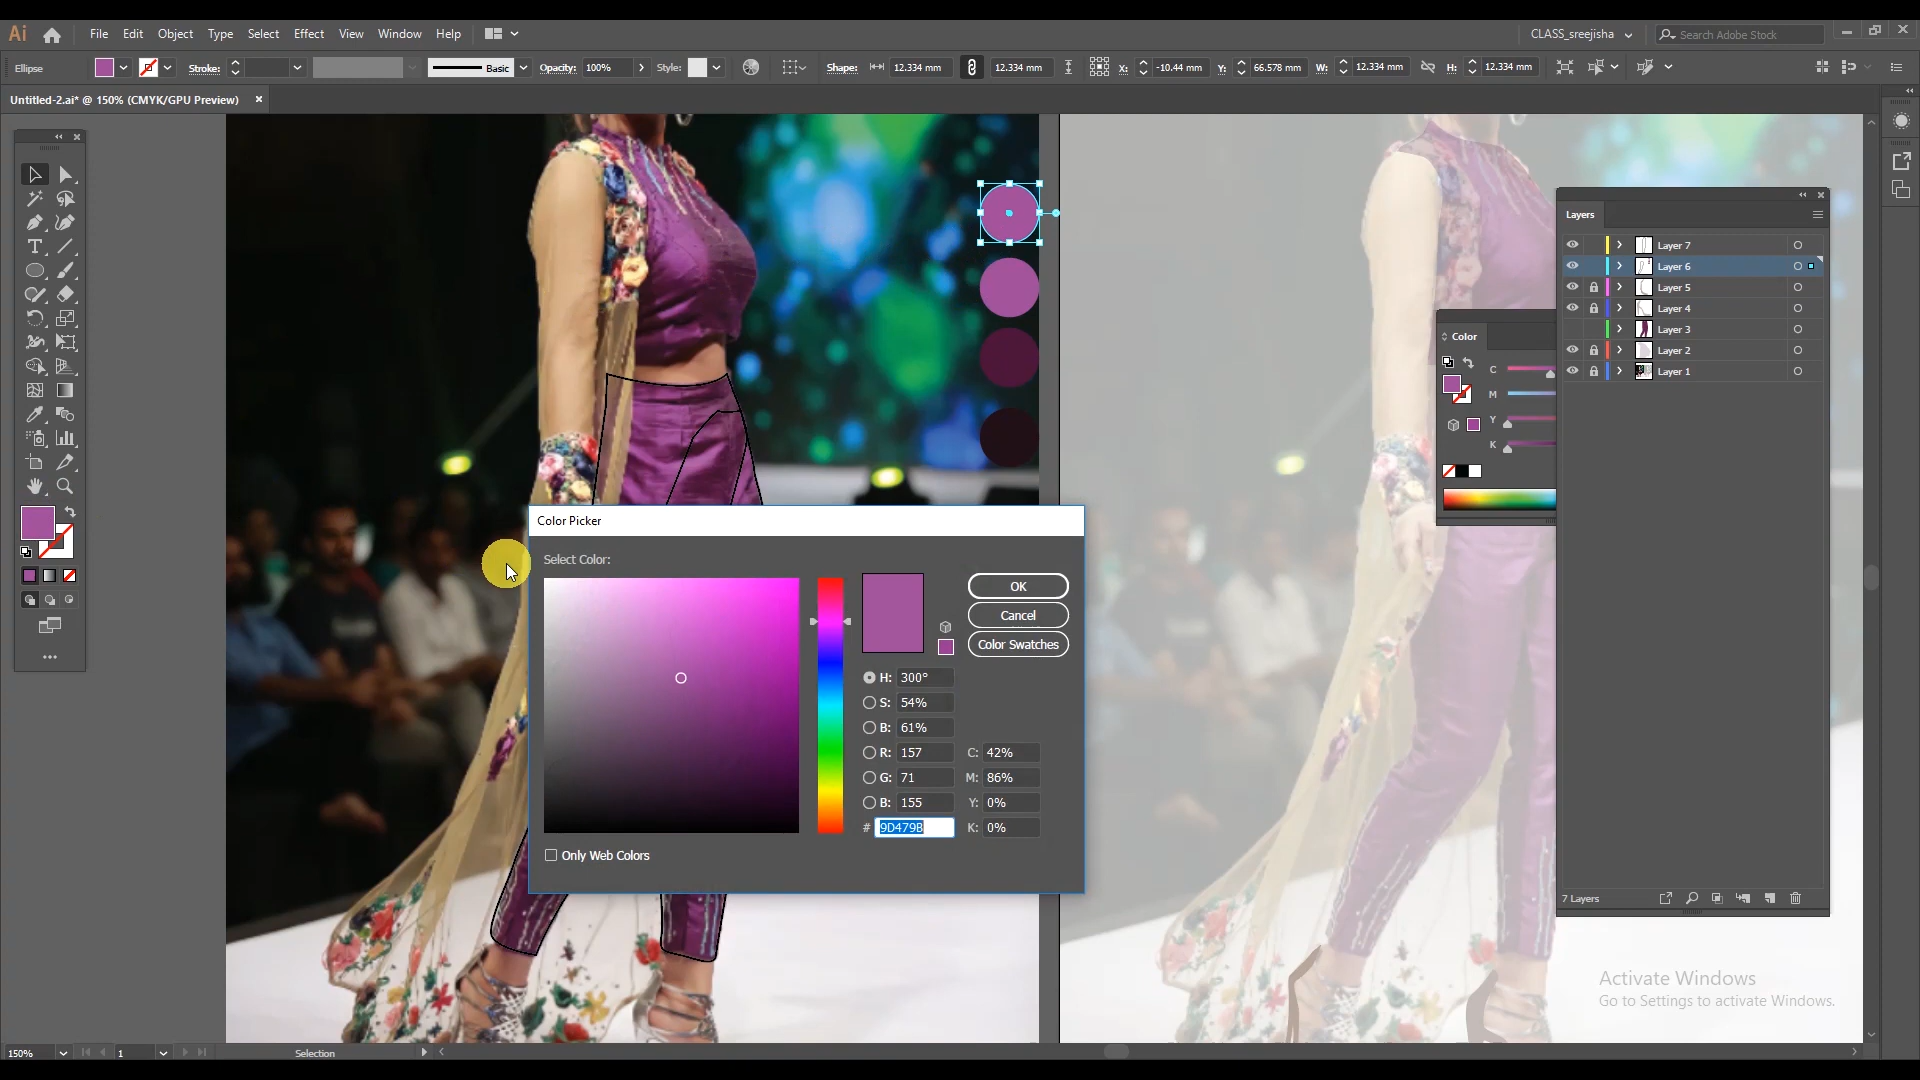 Ai File Edit Object Type Select Effect View Window Help CLASS_sreejisha Search Adobe Stock
Ellipse Stroke: Basic Opacity: 100% Style: Shape: 12.334 mm 12.334 mm X: -10.44 mm Y: 66.578 mm W: 12.334 mm H: 12.334 mm
Untitled-2.ai* @ 150% (CMYK/GPU Preview)
Layers
Layer 7
Layer 6
Layer 5
Layer 4
Layer 3
Layer 2
Layer 1
7 Layers
Color
C
M
Y
K
Color Picker
Select Color:
OK
Cancel
Color Swatches
H: 300°
S: 54%
B: 61%
R: 157 C: 42%
G: 71 M: 86%
B: 155 Y: 0%
# 9D479B K: 0%
Only Web Colors
Activate Windows
Go to Settings to activate Windows.
150% 1 Selection